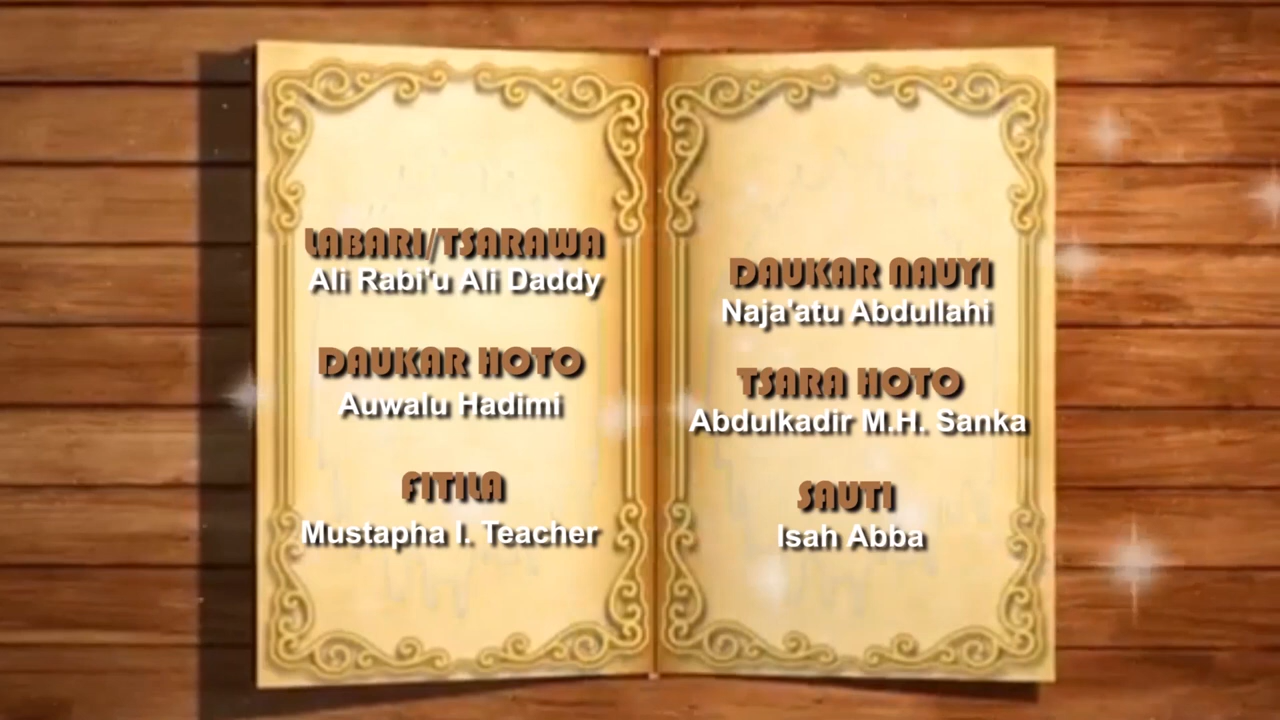 LABARI/TSARAWA
Ali Rabi'u Ali Daddy
DAUKAR HOTO
Auwalu Hadimi
FITILA
Mustapha I. Teacher
DAUKAR NAUYI
Naja'atu Abdullahi
TSARA HOTO
Abdulkadir M.H. Sanka
SAUTI
Isah Abba